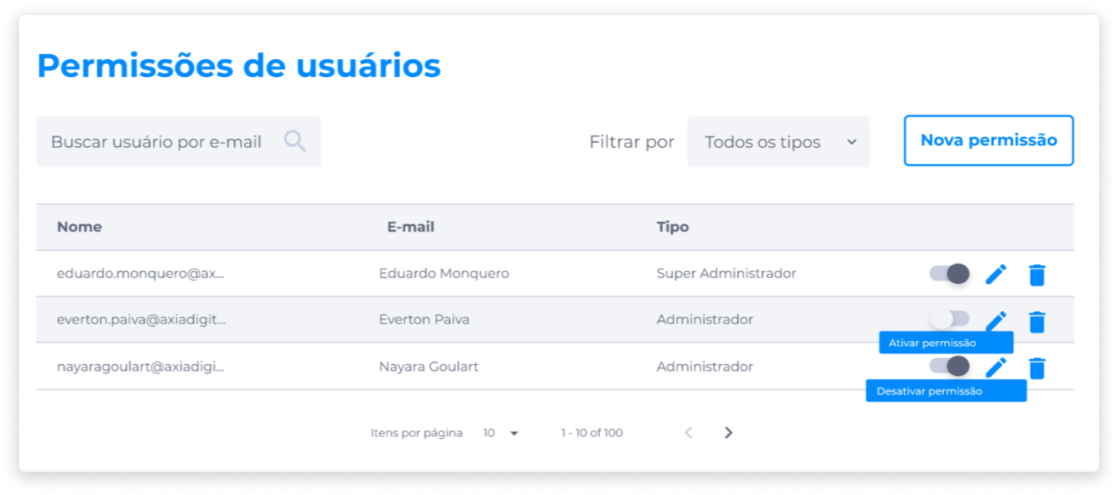 Permissões de usuários
Buscar usuário por e-mail
Filtrar por Todos os tipos Nova permissão
Nome E-mail Tipo
eduardo.monquero@ax... Eduardo Monquero Super Administrador
everton.paiva@axiadigit... Everton Paiva Administrador
Ativar permissão
nayaragoulart@axiadigi... Nayara Goulart Administrador
Desativar permissão
Itens por página 10 1 - 10 of 100